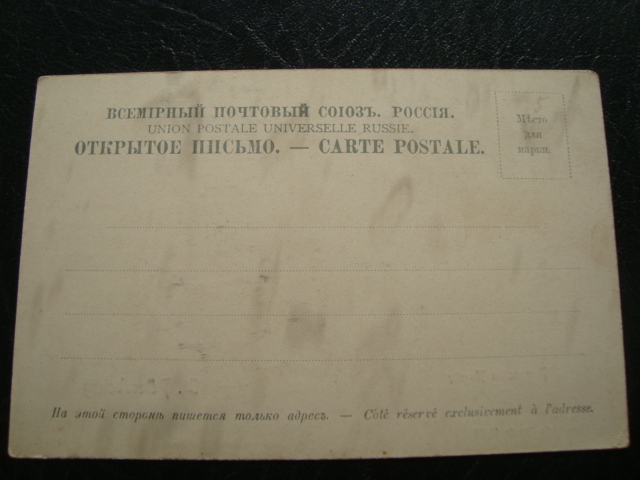 ВСЕМІРНЫЙ ПОЧТОВЫЙ СОЮЗЪ. РОССІЯ.
UNION POSTALE UNIVERSELLE RUSSIE.
ОТКРЫТОЕ ПИСЬМО. — CARTE POSTALE.
Мѣсто
для
марки.
На этой сторонѣ пишется только адресъ. — Côté réservé exclusivement à l'adresse.